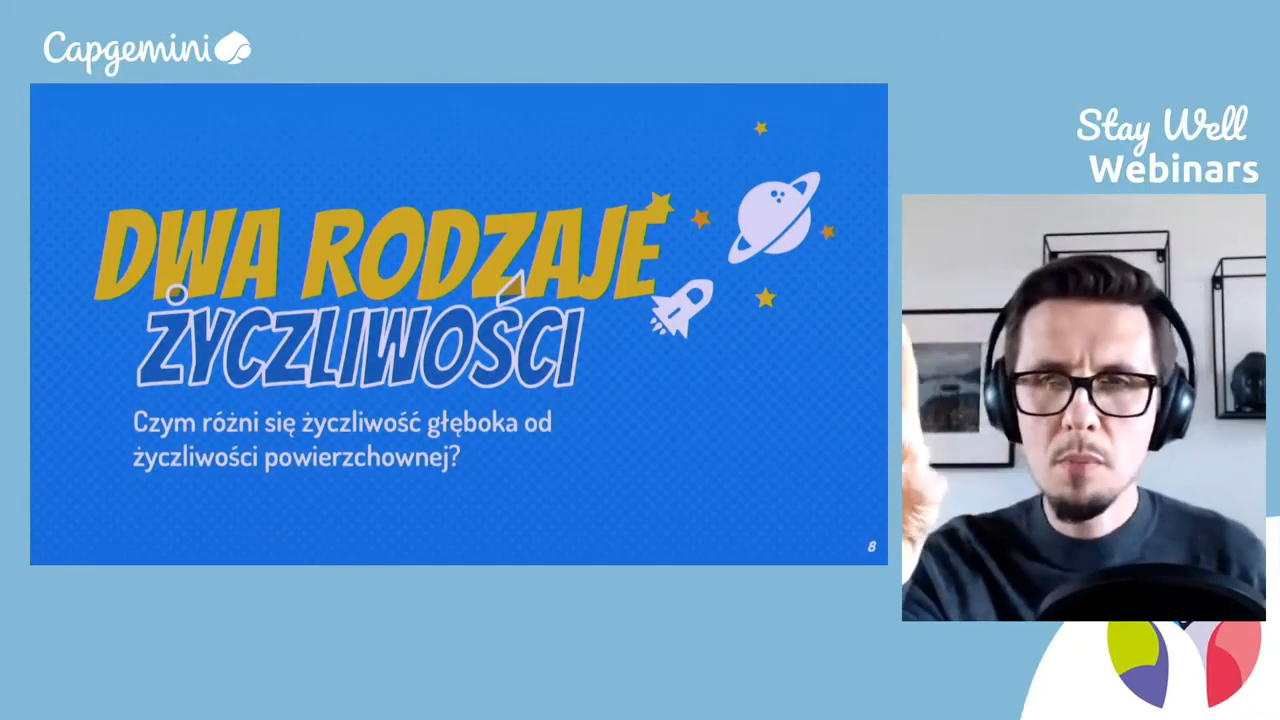 Capgemini
Stay Well
Webinars
DWA RODZAJE
ŻYCZLIWOŚCI
Czym różni się życzliwość głęboka od
życzliwości powierzchownej?
8